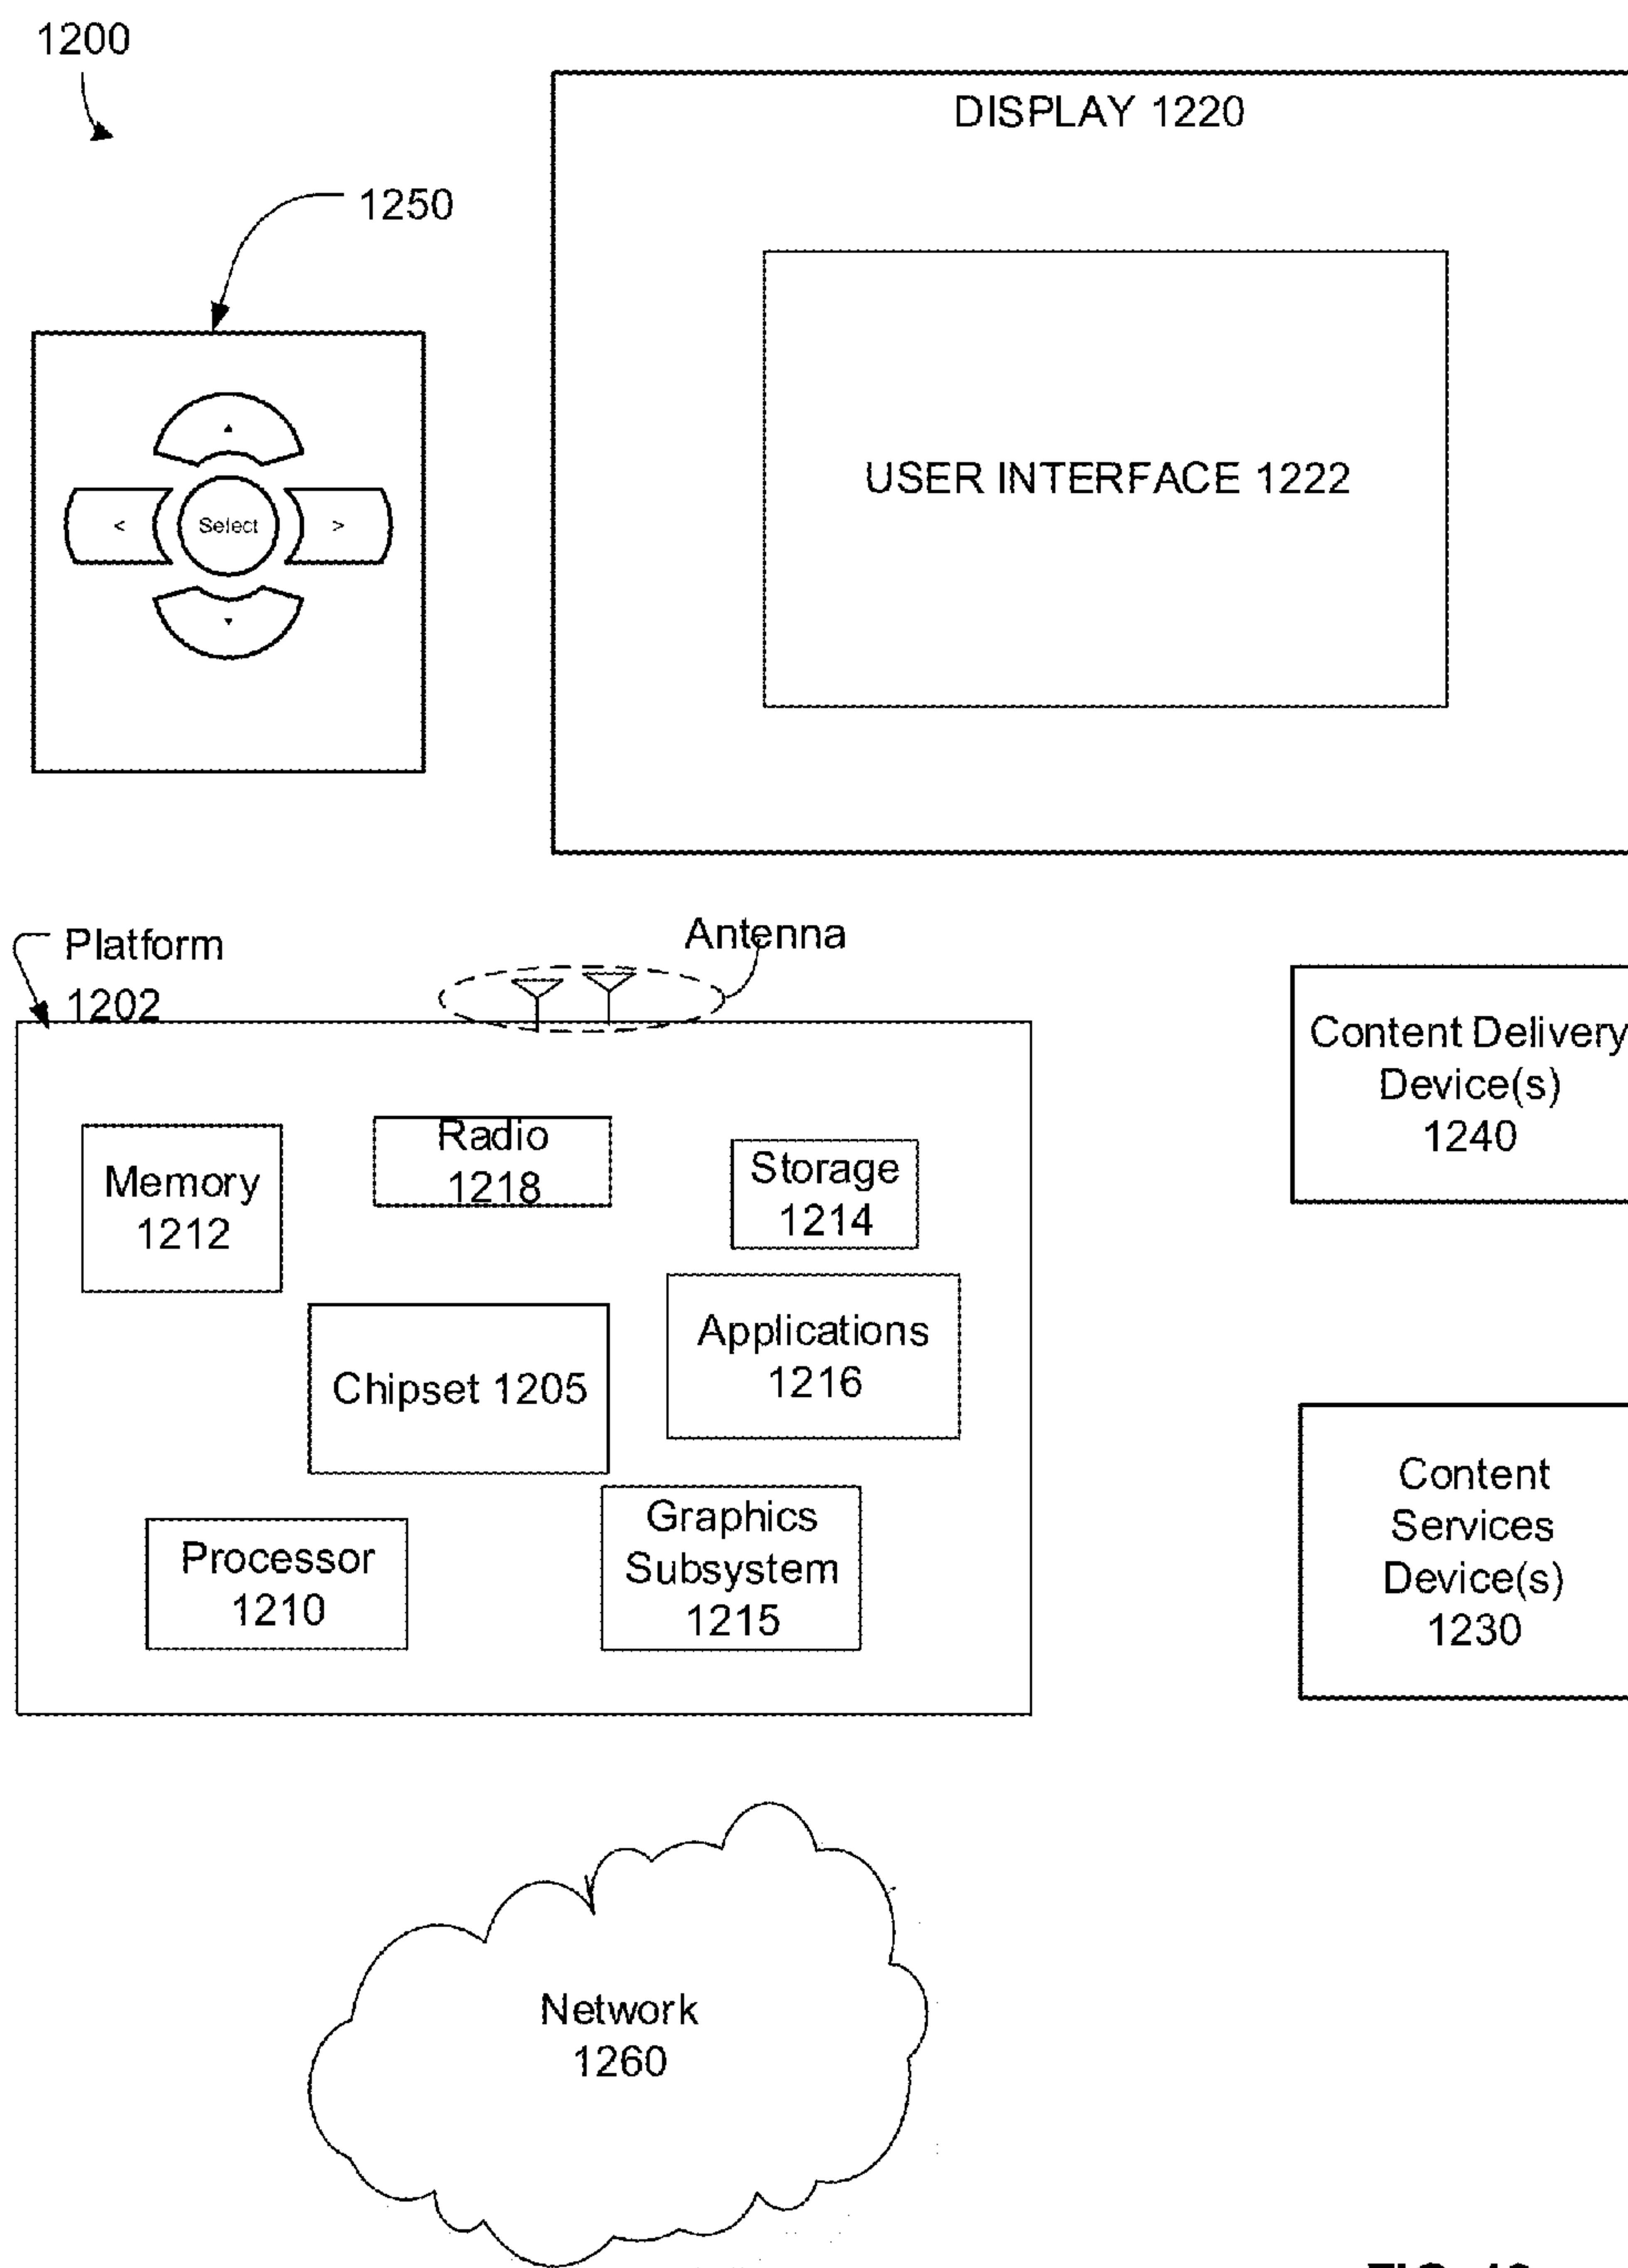 1200
DISPLAY 1220
1250
USER INTERFACE 1222
<
Select
>
Platform
1202
Antenna
Content Delivery
Device(s)
1240
Memory
1212
Radio
1218
Storage
1214
Chipset 1205
Applications
1216
Processor
1210
Graphics
Subsystem
1215
Content
Services
Device(s)
1230
Network
1260